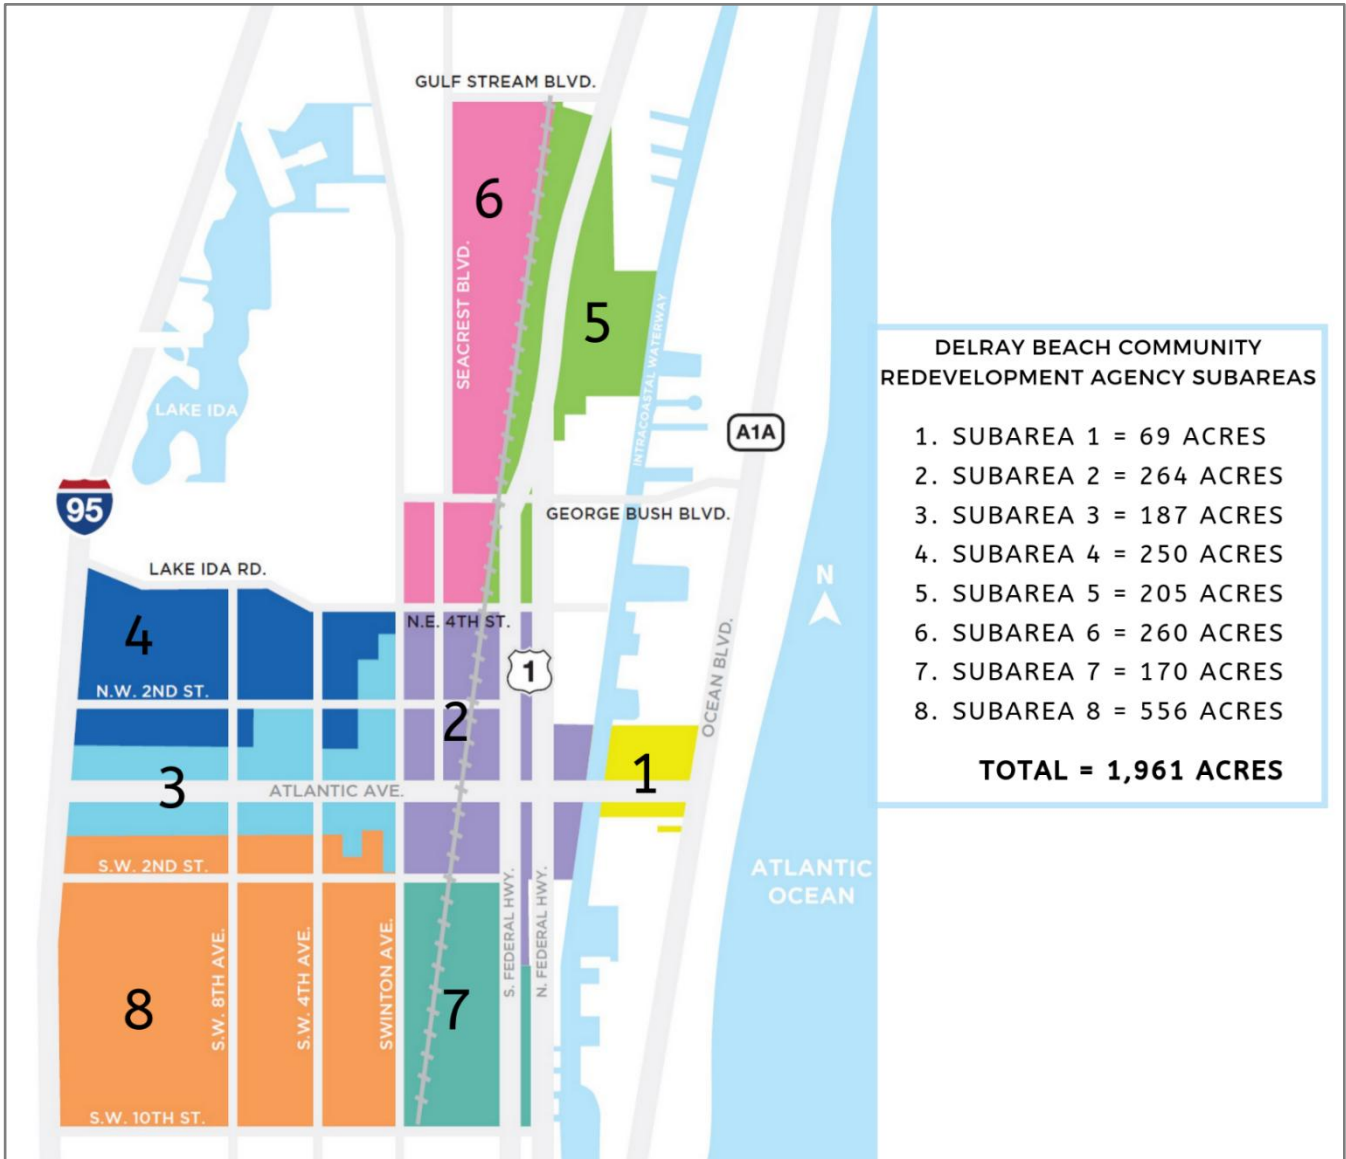 GULF STREAM BLVD.
6
SEACREST BLVD.
5
INTRACOASTAL WATERWAY
LAKE IDA
A1A
95
GEORGE BUSH BLVD.
LAKE IDA RD.
N
4
N.E. 4TH ST.
1
OCEAN BLVD.
N.W. 2ND ST.
2
3
1
ATLANTIC AVE.
S.W. 2ND ST.
ATLANTIC
OCEAN
S.W. 8TH AVE.
S.W. 4TH AVE.
SWINTON AVE.
S. FEDERAL HWY.
N. FEDERAL HWY.
8
7
S.W. 10TH ST.
DELRAY BEACH COMMUNITY
REDEVELOPMENT AGENCY SUBAREAS
1. SUBAREA 1 = 69 ACRES
2. SUBAREA 2 = 264 ACRES
3. SUBAREA 3 = 187 ACRES
4. SUBAREA 4 = 250 ACRES
5. SUBAREA 5 = 205 ACRES
6. SUBAREA 6 = 260 ACRES
7. SUBAREA 7 = 170 ACRES
8. SUBAREA 8 = 556 ACRES
TOTAL = 1,961 ACRES